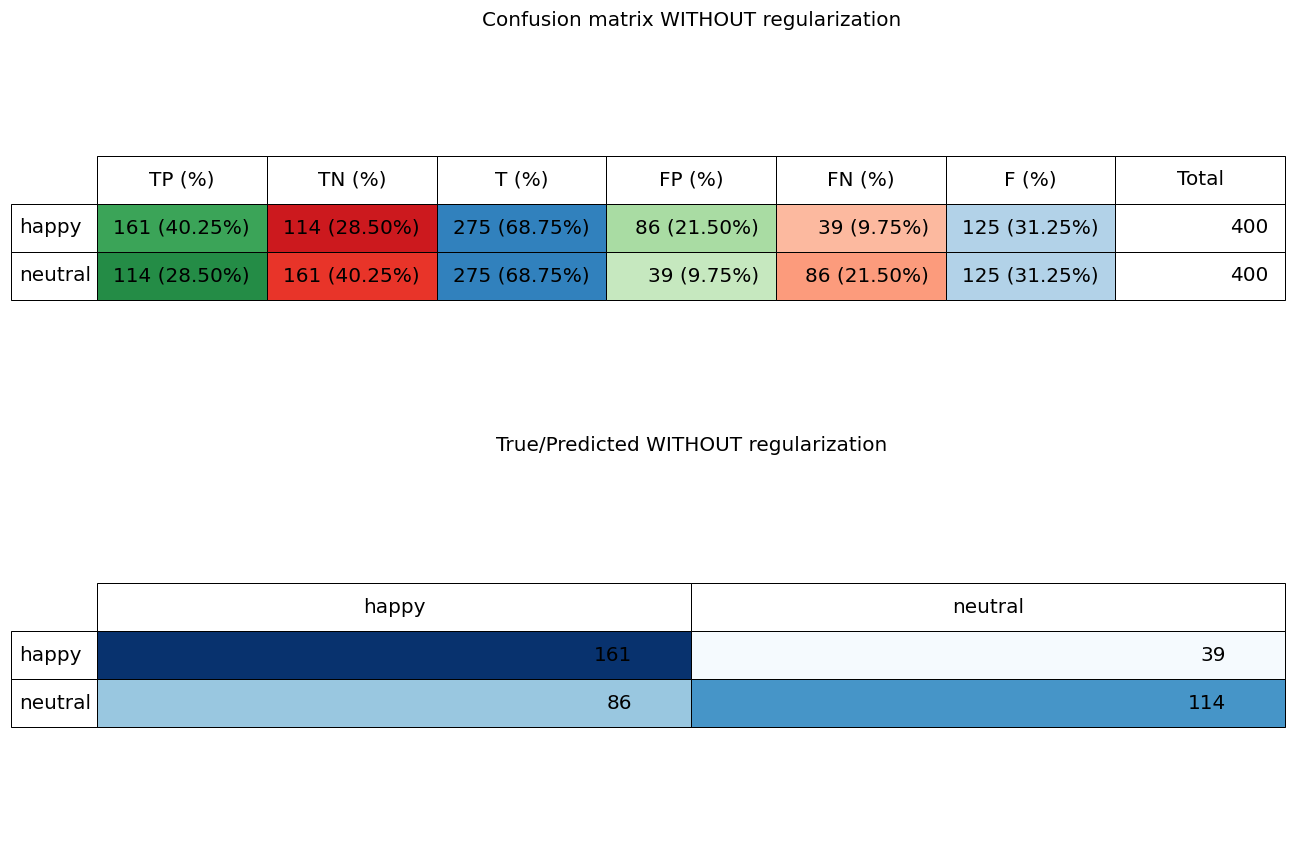 Confusion matrix WITHOUT regularization
TP (%) TN (%) T (%) FP (%) FN (%) F (%) Total
happy 161 (40.25%) 114 (28.50%) 275 (68.75%) 86 (21.50%) 39 (9.75%) 125 (31.25%) 400
neutral 114 (28.50%) 161 (40.25%) 275 (68.75%) 39 (9.75%) 86 (21.50%) 125 (31.25%) 400
True/Predicted WITHOUT regularization
happy neutral
happy 161 39
neutral 86 114